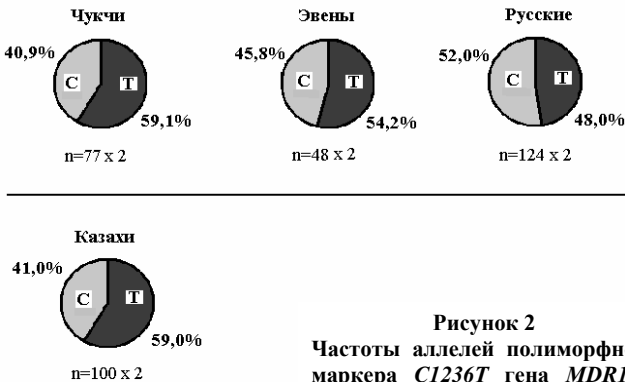 Чукчи
40,9%
C
T
59,1%
n=77 x 2
Эвены
45,8%
C
T
54,2%
n=48 x 2
Русские
52,0%
C
T
48,0%
n=124 x 2
Казахи
41,0%
C
T
59,0%
n=100 x 2
Рисунок 2
Частоты аллелей
маркера C1236T гена MDR1